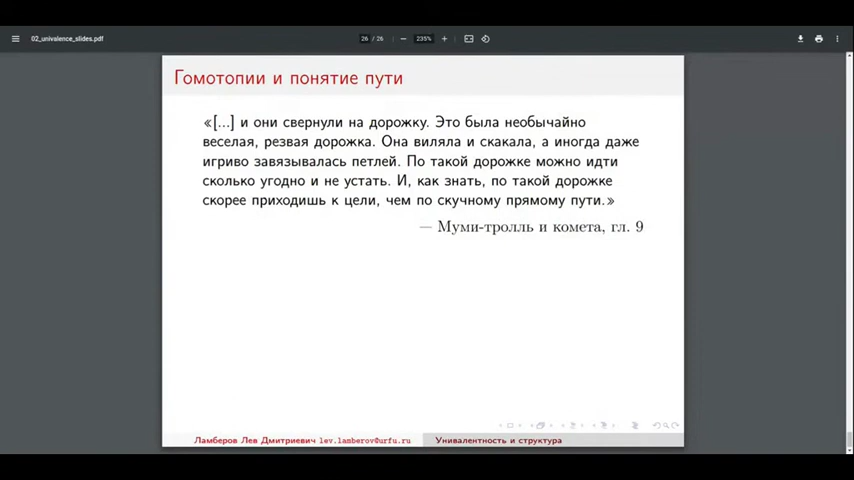 02_univalence_slides.pdf
26 / 26
235%
Гомотопии и понятие пути
«[...] и они свернули на дорожку. Это была необычайно
веселая, резвая дорожка. Она виляла и скакала, а иногда даже
игриво завязывалась петлей. По такой дорожке можно идти
сколько угодно и не устать. И, как знать, по такой дорожке
скорее приходишь к цели, чем по скучному прямому пути.»
— Муми-тролль и комета, гл. 9
Ламберов Лев Дмитриевич lev.lamberov@urfu.ru
Унивалентность и структура